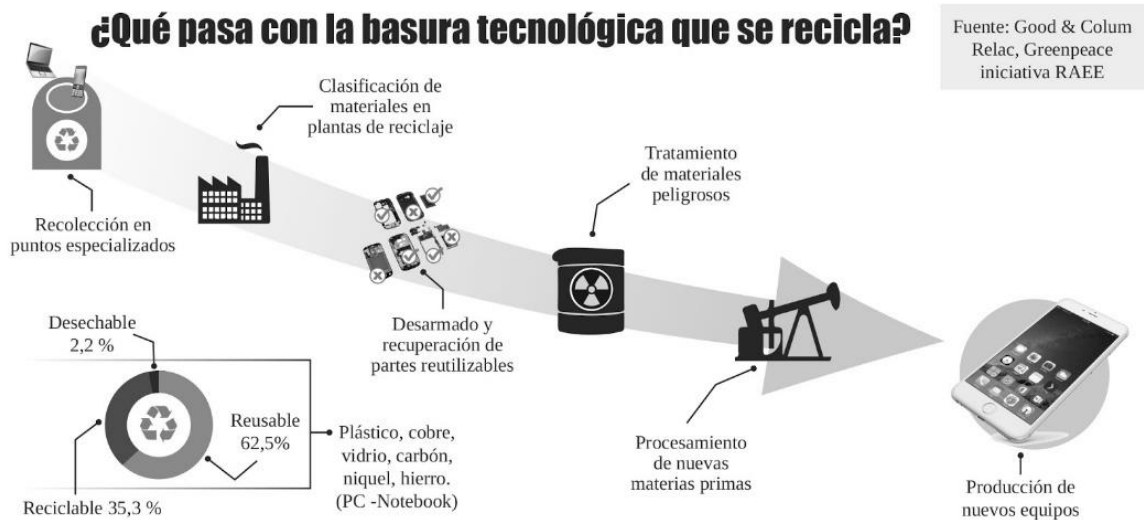 ¿Qué pasa con la basura tecnológica que se recicla?
Fuente: Good & Colum
Relac, Greenpeace
iniciativa RAEE
Recolección en
puntos especializados
Clasificación de
materiales en
plantas de reciclaje
Desarmado y
recuperación de
partes reutilizables
Tratamiento
de materiales
peligrosos
Procesamiento
de nuevas
materias primas
Producción de
nuevos equipos
Desechable
2,2 %
Reusable
62,5%
Reciclable 35,3 %
Plástico, cobre,
vidrio, carbón,
niquel, hierro.
(PC -Notebook)